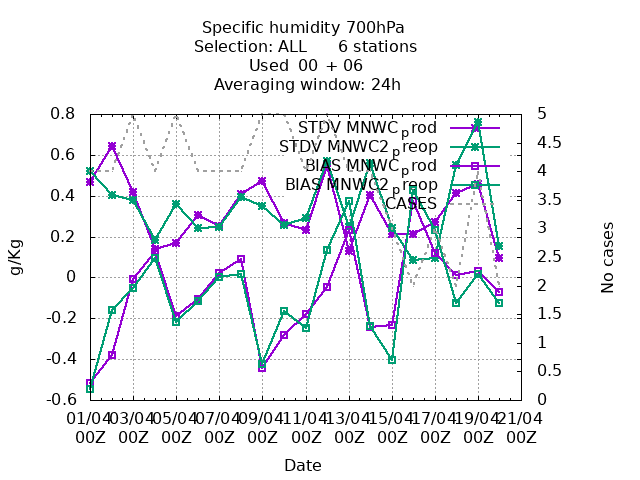 Specific humidity 700hPa
Selection: ALL 6 stations
Used 00 + 06
Averaging window: 24h
STDV MNWCprod
STDV MNWC2preop
BIAS MNWCprod
BIAS MNWC2preop
CASES
g/Kg
0.8
0.6
0.4
0.2
0
-0.2
-0.4
-0.6
No cases
5
4.5
4
3.5
3
2.5
2
1.5
1
0.5
0
01/04 03/04 05/04 07/04 09/04 11/04 13/04 15/04 17/04 19/04 21/04
00Z 00Z 00Z 00Z 00Z 00Z 00Z 00Z 00Z 00Z 00Z
Date